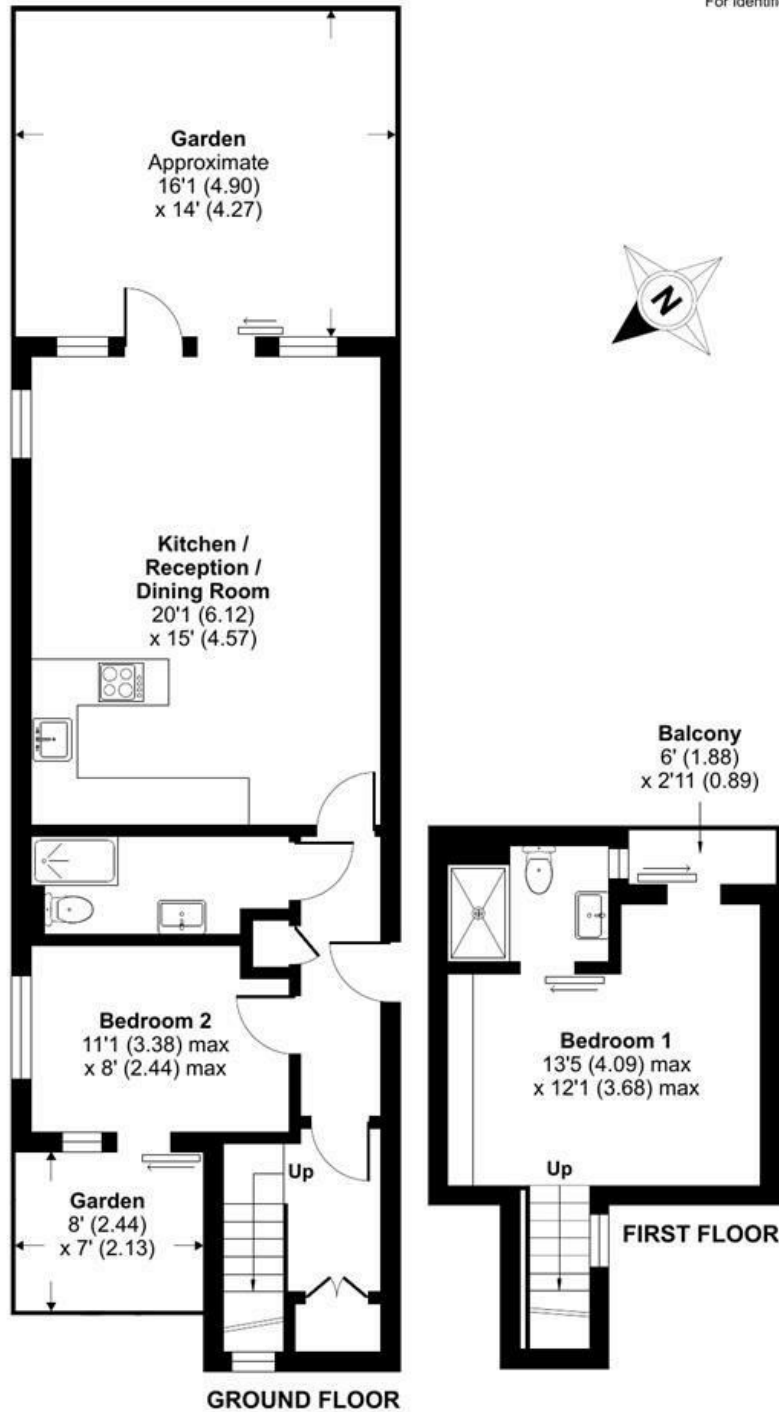 For Identifi
Garden
Approximate
16'1 (4.90)
x 14' (4.27)
N
Kitchen /
Reception /
Dining Room
20'1 (6.12)
x 15' (4.57)
Balcony
6' (1.88)
x 2'11 (0.89)
Bedroom 2
11'1 (3.38) max
x 8' (2.44) max
Bedroom 1
13'5 (4.09) max
x 12'1 (3.68) max
Up
Up
Garden
8' (2.44)
x 7' (2.13)
FIRST FLOOR
GROUND FLOOR